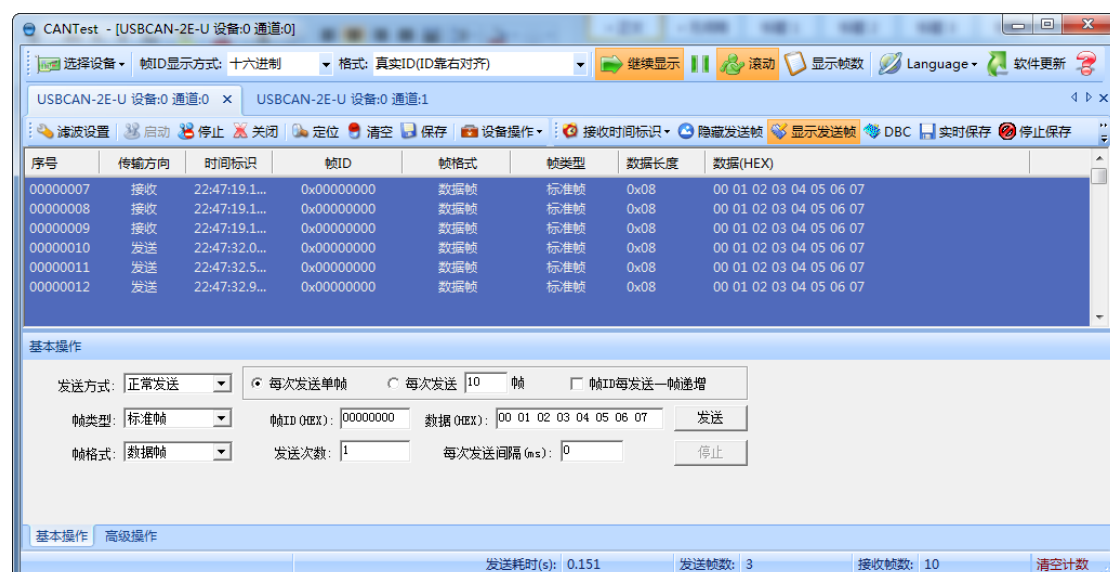 CANTest - [USBCAN-2E-U 设备:0 通道:0]
选择设备 帧ID显示方式: 十六进制 格式: 真实ID(ID靠右对齐) 继续显示 滚动 显示帧数 Language 软件更新
USBCAN-2E-U 设备:0 通道:0 × USBCAN-2E-U 设备:0 通道:1
滤波设置 启动 停止 关闭 定位 清空 保存 设备操作 接收时间标识 隐藏发送帧 显示发送帧 DBC 实时保存 停止保存
序号 传输方向 时间标识 帧ID 帧格式 帧类型 数据长度 数据(HEX)
00000007 接收 22:47:19.1... 0x00000000 数据帧 标准帧 0x08 00 01 02 03 04 05 06 07
00000008 接收 22:47:19.1... 0x00000000 数据帧 标准帧 0x08 00 01 02 03 04 05 06 07
00000009 接收 22:47:19.1... 0x00000000 数据帧 标准帧 0x08 00 01 02 03 04 05 06 07
00000010 发送 22:47:32.0... 0x00000000 数据帧 标准帧 0x08 00 01 02 03 04 05 06 07
00000011 发送 22:47:32.5... 0x00000000 数据帧 标准帧 0x08 00 01 02 03 04 05 06 07
00000012 发送 22:47:32.9... 0x00000000 数据帧 标准帧 0x08 00 01 02 03 04 05 06 07
基本操作
发送方式: 正常发送 每次发送单帧 每次发送 10 帧 帧ID每发送一帧递增
帧类型: 标准帧 帧ID(HEX): 00000000 数据(HEX): 00 01 02 03 04 05 06 07 发送
帧格式: 数据帧 发送次数: 1 每次发送间隔(ms): 0 停止
基本操作 高级操作
发送耗时(s): 0.151 发送帧数: 3 接收帧数: 10 清空计数